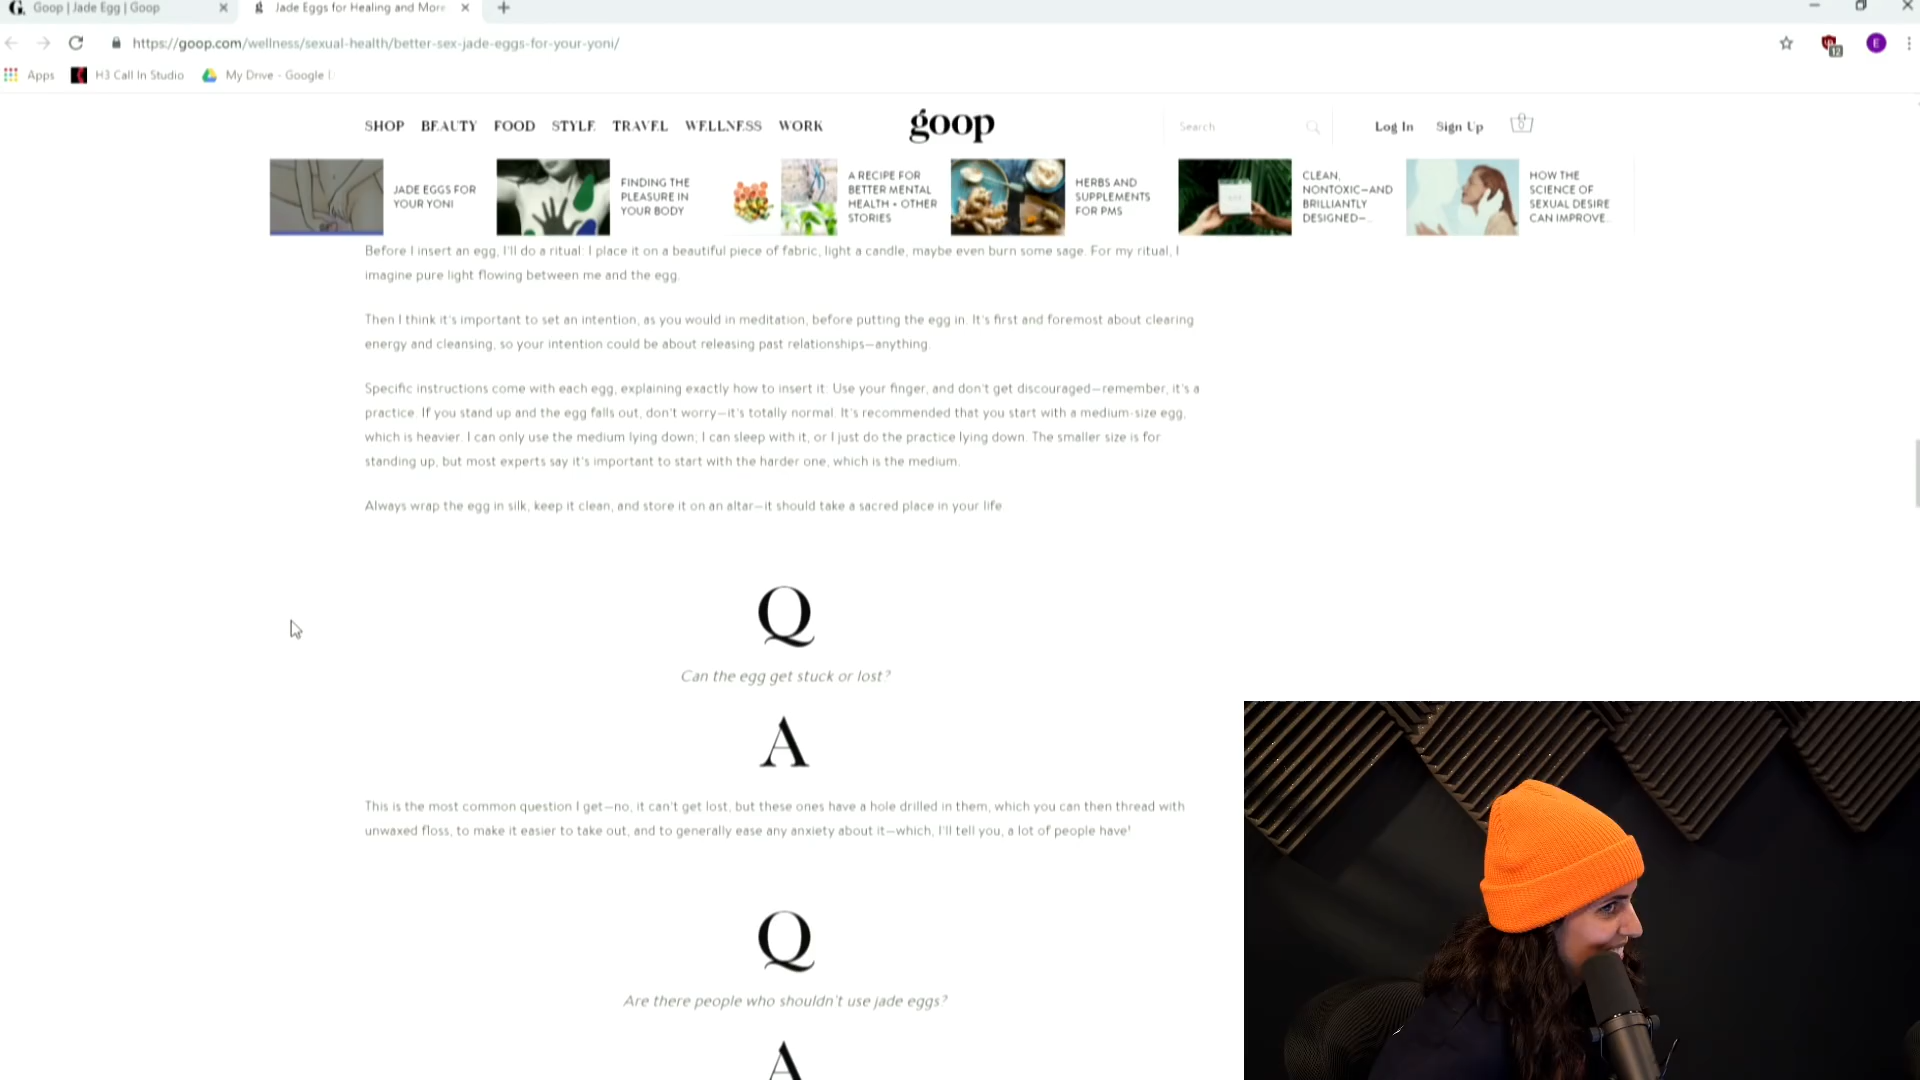 G. Goop | Jade Egg | Goop
g Jade Eggs for Healing and More
https://goop.com/wellness/sexual-health/better-sex-jade-eggs-for-your-yoni/
12
E
Apps
H3 Call In Studio
My Drive - Google
SHOP BEAUTY FOOD STYLE TRAVEL WELLNESS WORK
goop
Search
Log In Sign Up
0
JADE EGGS FOR
YOUR YONI
FINDING THE
PLEASURE IN
YOUR BODY
A RECIPE FOR
BETTER MENTAL
HEALTH + OTHER
STORIES
HERBS AND
SUPPLEMENTS
FOR PMS
CLEAN,
NONTOXIC—AND
BRILLIANTLY
DESIGNED—...
HOW THE
SCIENCE OF
SEXUAL DESIRE
CAN IMPROVE...
Before I insert an egg, I'll do a ritual: I place it on a beautiful piece of fabric, light a candle, maybe even burn some sage. For my ritual, I
imagine pure light flowing between me and the egg.
Then I think it's important to set an intention, as you would in meditation, before putting the egg in. It's first and foremost about clearing
energy and cleansing, so your intention could be about releasing past relationships—anything.
Specific instructions come with each egg, explaining exactly how to insert it: Use your finger, and don't get discouraged—remember, it's a
practice. If you stand up and the egg falls out, don't worry—it's totally normal. It's recommended that you start with a medium-size egg,
which is heavier. I can only use the medium lying down; I can sleep with it, or I just do the practice lying down. The smaller size is for
standing up, but most experts say it's important to start with the harder one, which is the medium.
Always wrap the egg in silk, keep it clean, and store it on an altar—it should take a sacred place in your life
Q
Can the egg get stuck or lost?
A
This is the most common question I get—no, it can't get lost, but these ones have a hole drilled in them, which you can then thread with
unwaxed floss, to make it easier to take out, and to generally ease any anxiety about it—which, I'll tell you, a lot of people have!
Q
Are there people who shouldn't use jade eggs?
A